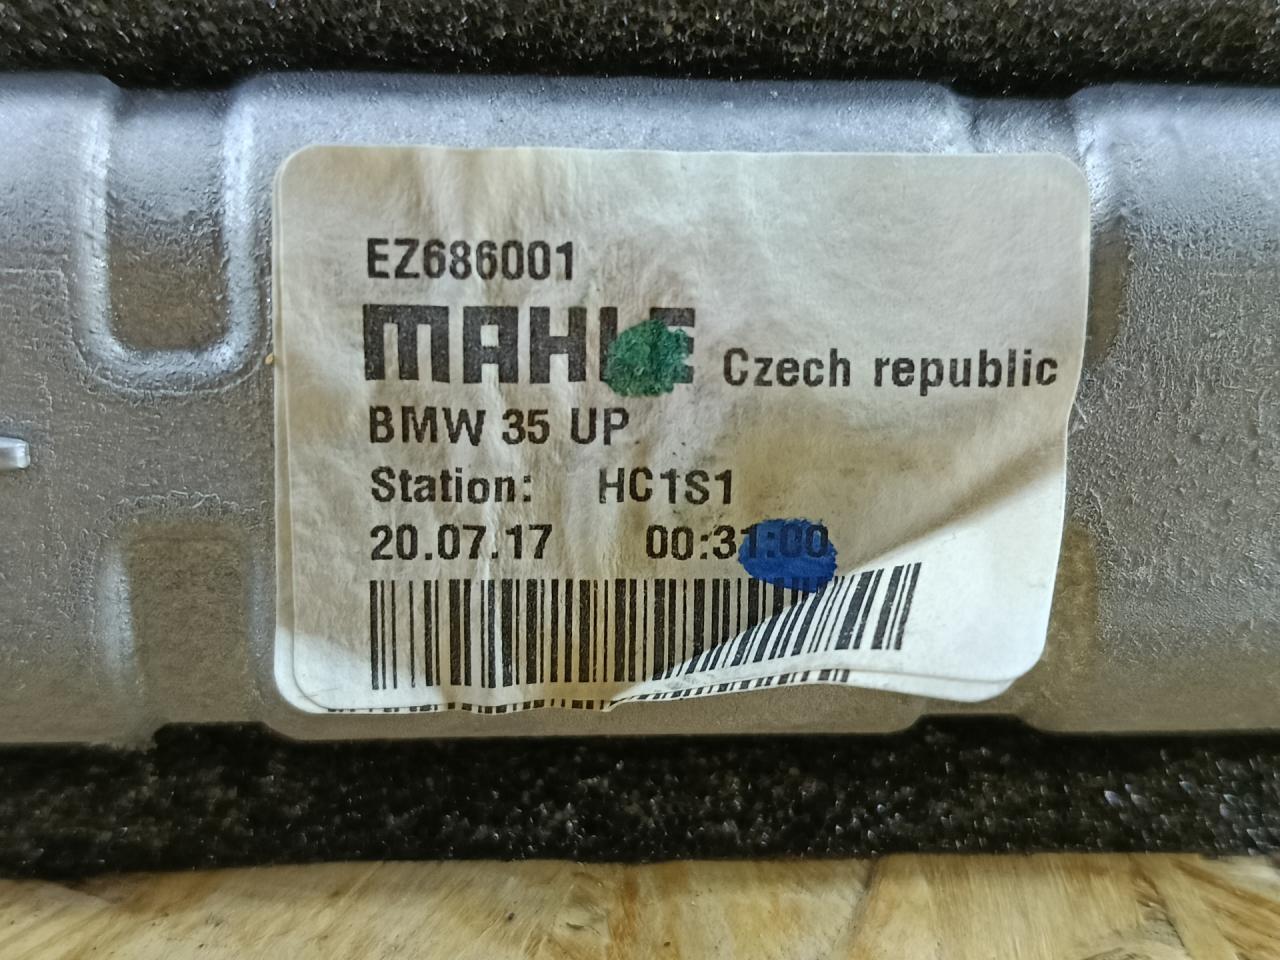 EZ686001
MAHLE Czech republic
BMW 35 UP
Station: HC1S1
20.07.17 00:31:00